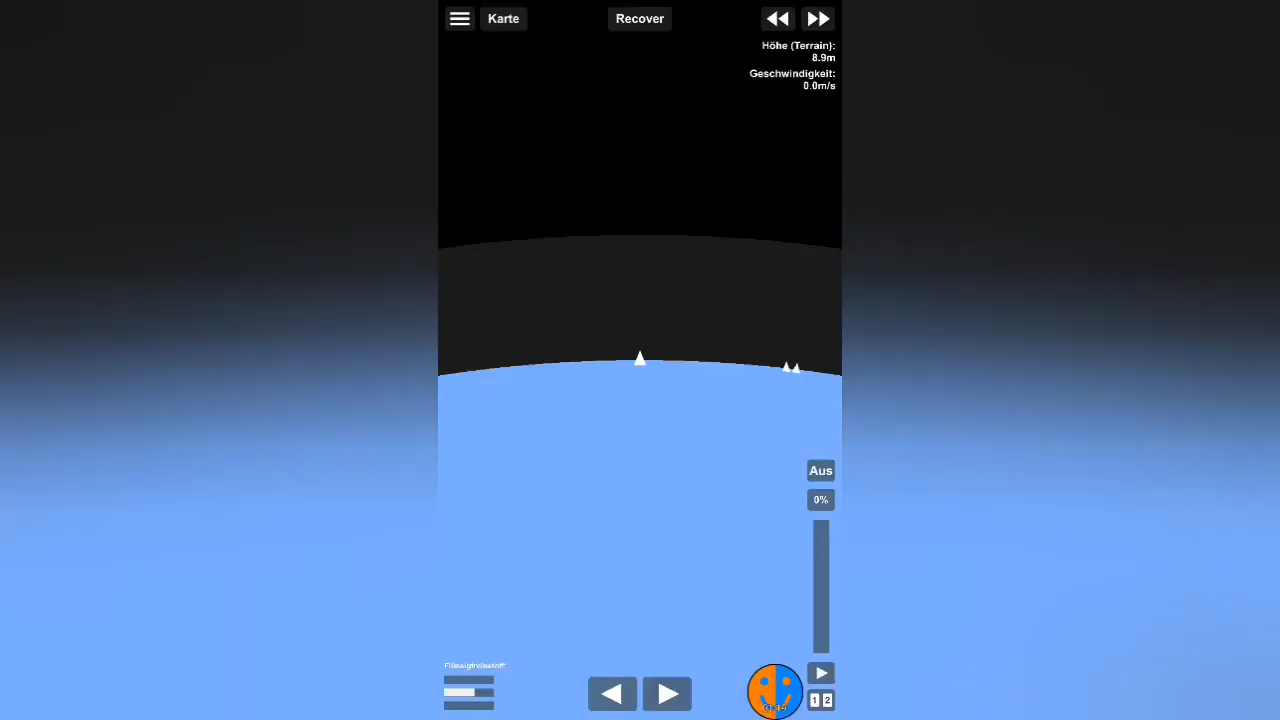 Karte
Recover
Höhe (Terrain):
8.9m
Geschwindigkeit:
0.0m/s
Aus
0%
Flüssigtreibstoff:
1 2